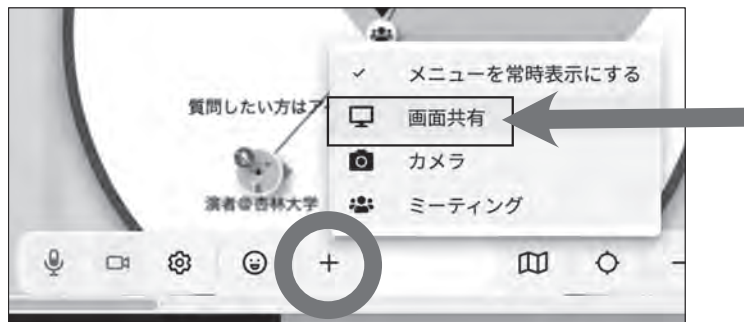 メニューを常時表示にする
質問したい方はア
画面共有
カメラ
演者@杏林大学
ミーティング